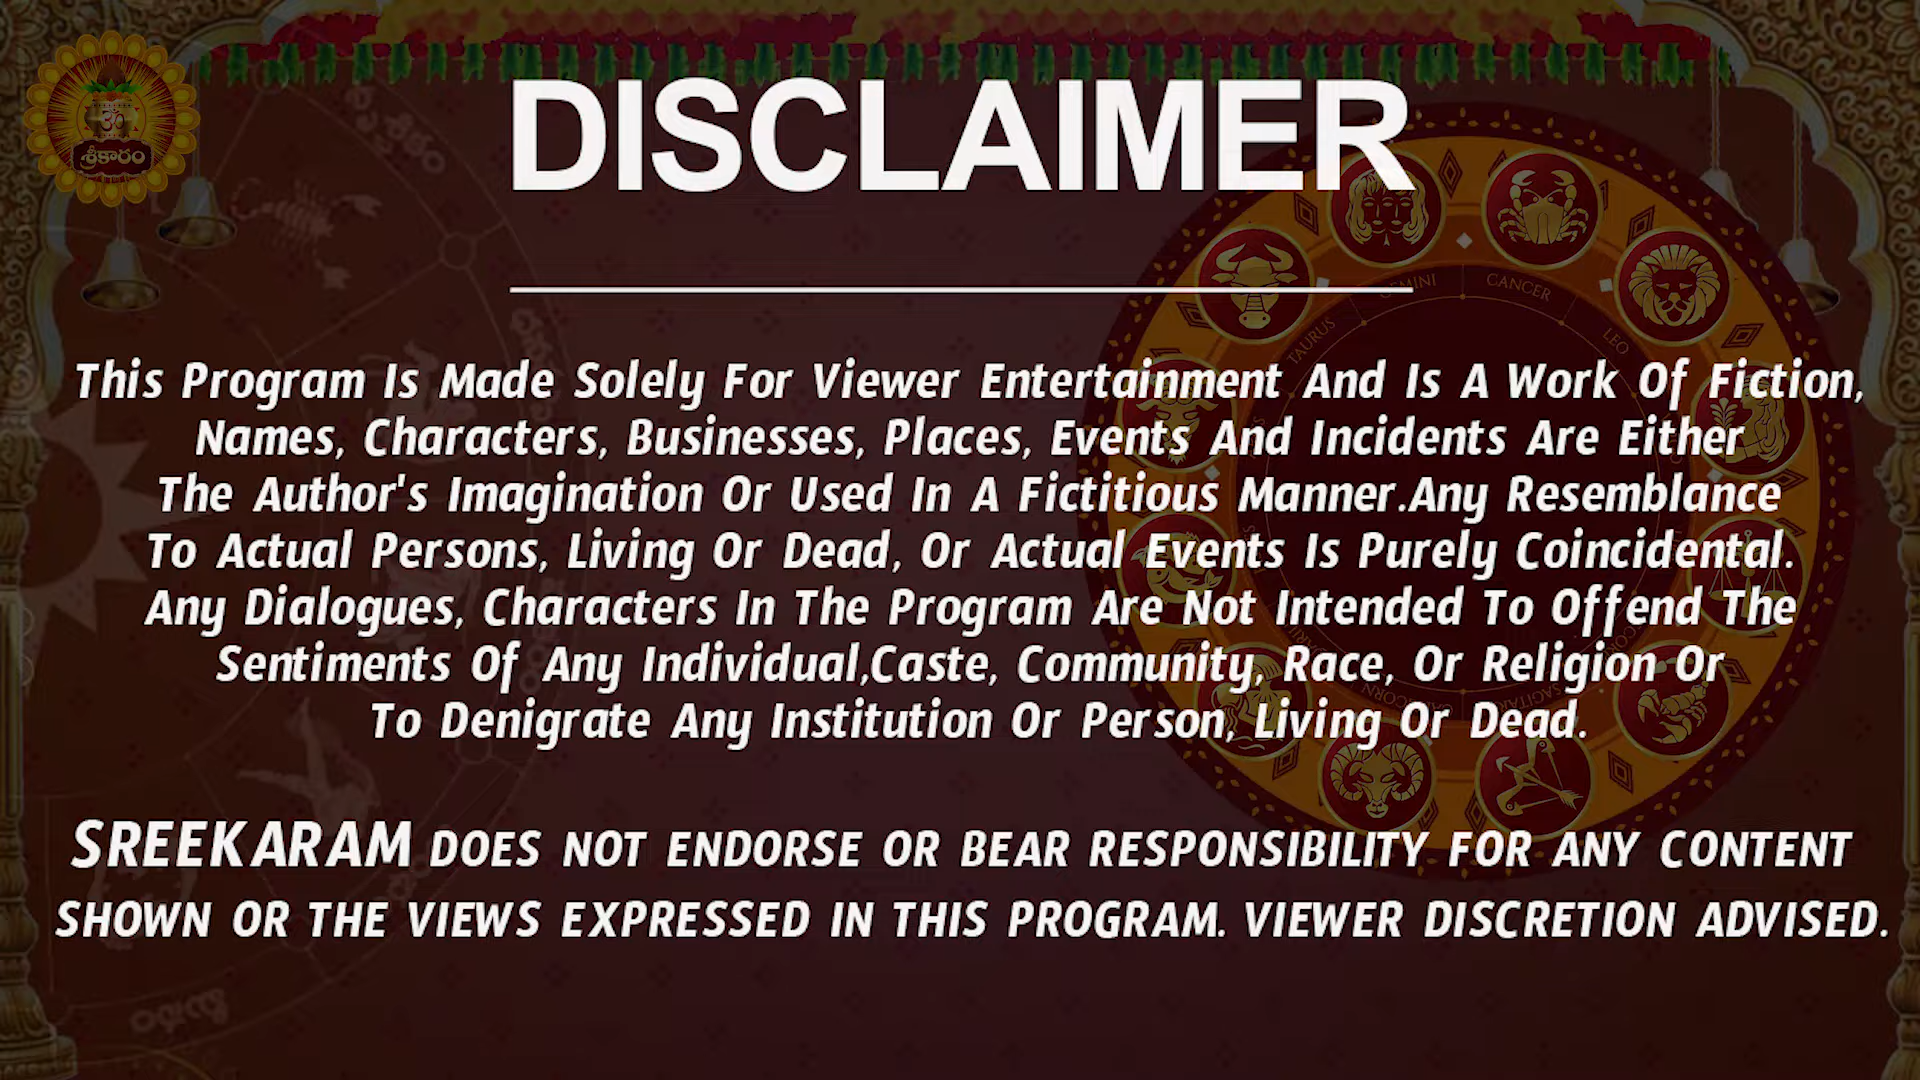 శ్రీకారం
DISCLAIMER
GEMINI
CANCER
TAURUS
LEO
This Program Is Made Solely For Viewer Entertainment And Is A Work Of Fiction,
Names, Characters, Businesses, Places, Events And Incidents Are Either
The Author's Imagination Or Used In A Fictitious Manner.Any Resemblance
To Actual Persons, Living Or Dead, Or Actual Events Is Purely Coincidental.
Any Dialogues, Characters In The Program Are Not Intended To Offend The
Sentiments Of Any Individual,Caste, Community, Race, Or Religion Or
To Denigrate Any Institution Or Person, Living Or Dead.
SREEKARAM DOES NOT ENDORSE OR BEAR RESPONSIBILITY FOR ANY CONTENT
SHOWN OR THE VIEWS EXPRESSED IN THIS PROGRAM. VIEWER DISCRETION ADVISED.